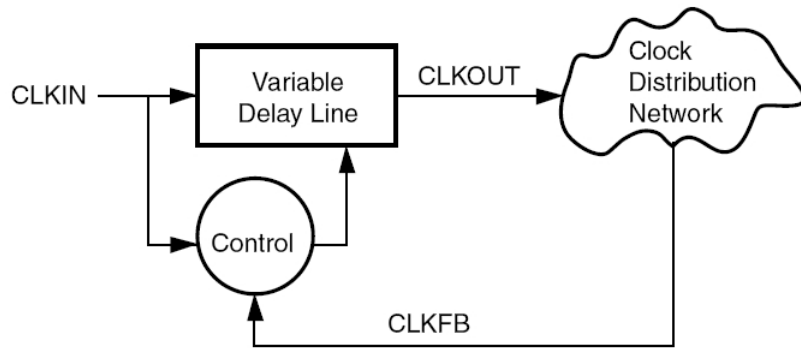 CLKIN
Variable
Delay Line
CLKOUT
Clock
Distribution
Network
Control
CLKFB